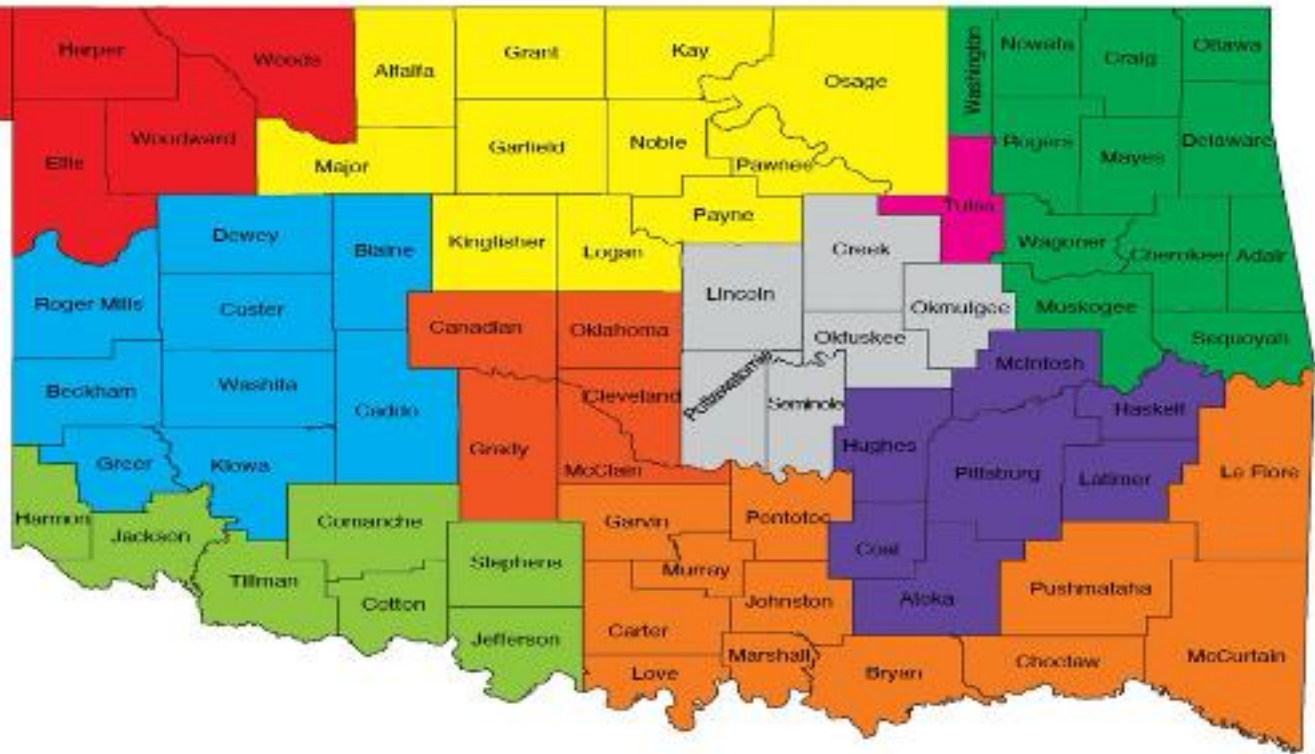 Harper
Woods
Alfalfa
Grant
Kay
Osage
Washington
Nowata
Craig
Ottawa
Ellis
Woodward
Major
Garfield
Noble
Pawnee
Rogers
Mayes
Delaware
Dewey
Blaine
Kingfisher
Logan
Payne
Creek
Tulsa
Wagoner
Cherokee
Adair
Roger Mills
Custer
Canadian
Oklahoma
Lincoln
Okfuskee
Okmulgee
Muskogee
Sequoyah
Beckham
Washita
Caddo
Cleveland
Pottawatomie
Seminole
McIntosh
Haskell
Greer
Kiowa
Grady
McClain
Hughes
Pittsburg
Latimer
Le Flore
Harmon
Jackson
Comanche
Garvin
Pontotoc
Coal
Tillman
Cotton
Stephens
Murray
Johnston
Atoka
Pushmataha
Jefferson
Carter
Love
Marshall
Bryan
Choctaw
McCurtain